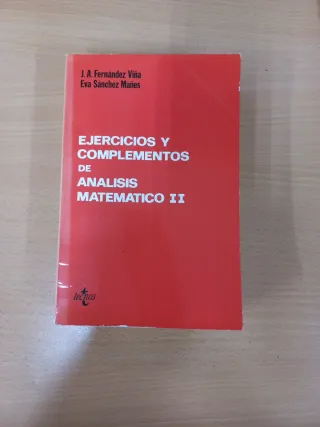 J. A. Fernández Viña
Eva Sánchez Mañes
EJERCICIOS Y
COMPLEMENTOS
DE
ANALISIS
MATEMATICO II
tecnos